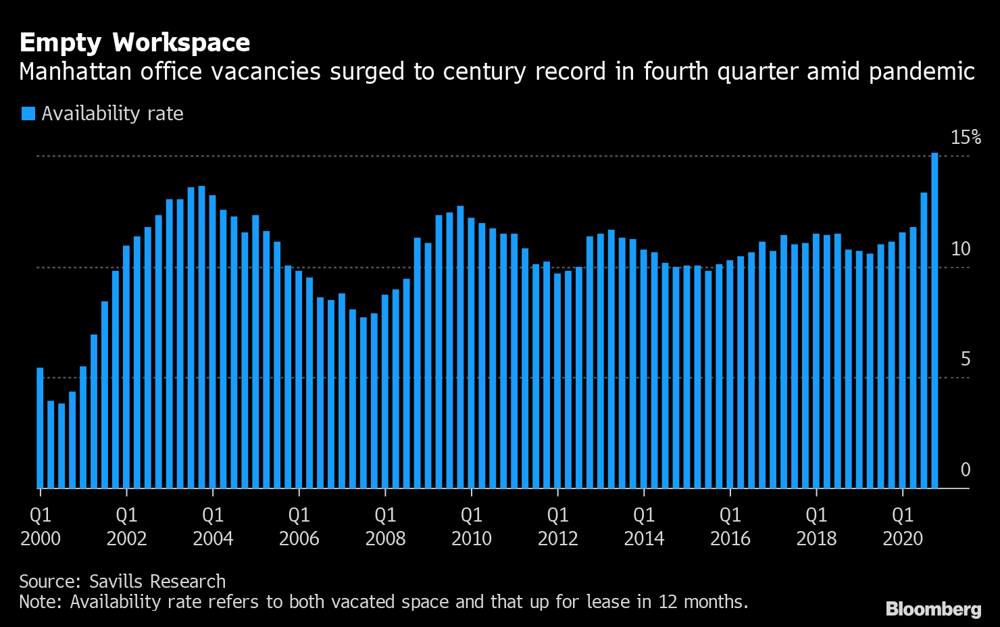 Empty Workspace
Manhattan office vacancies surged to century record in fourth quarter amid pandemic
Availability rate
15%
10
5
0
Q1 Q1 Q1 Q1 Q1 Q1 Q1 Q1 Q1 Q1 Q1
2000 2002 2004 2006 2008 2010 2012 2014 2016 2018 2020
Source: Savills Research
Note: Availability rate refers to both vacated space and that up for lease in 12 months.
Bloomberg